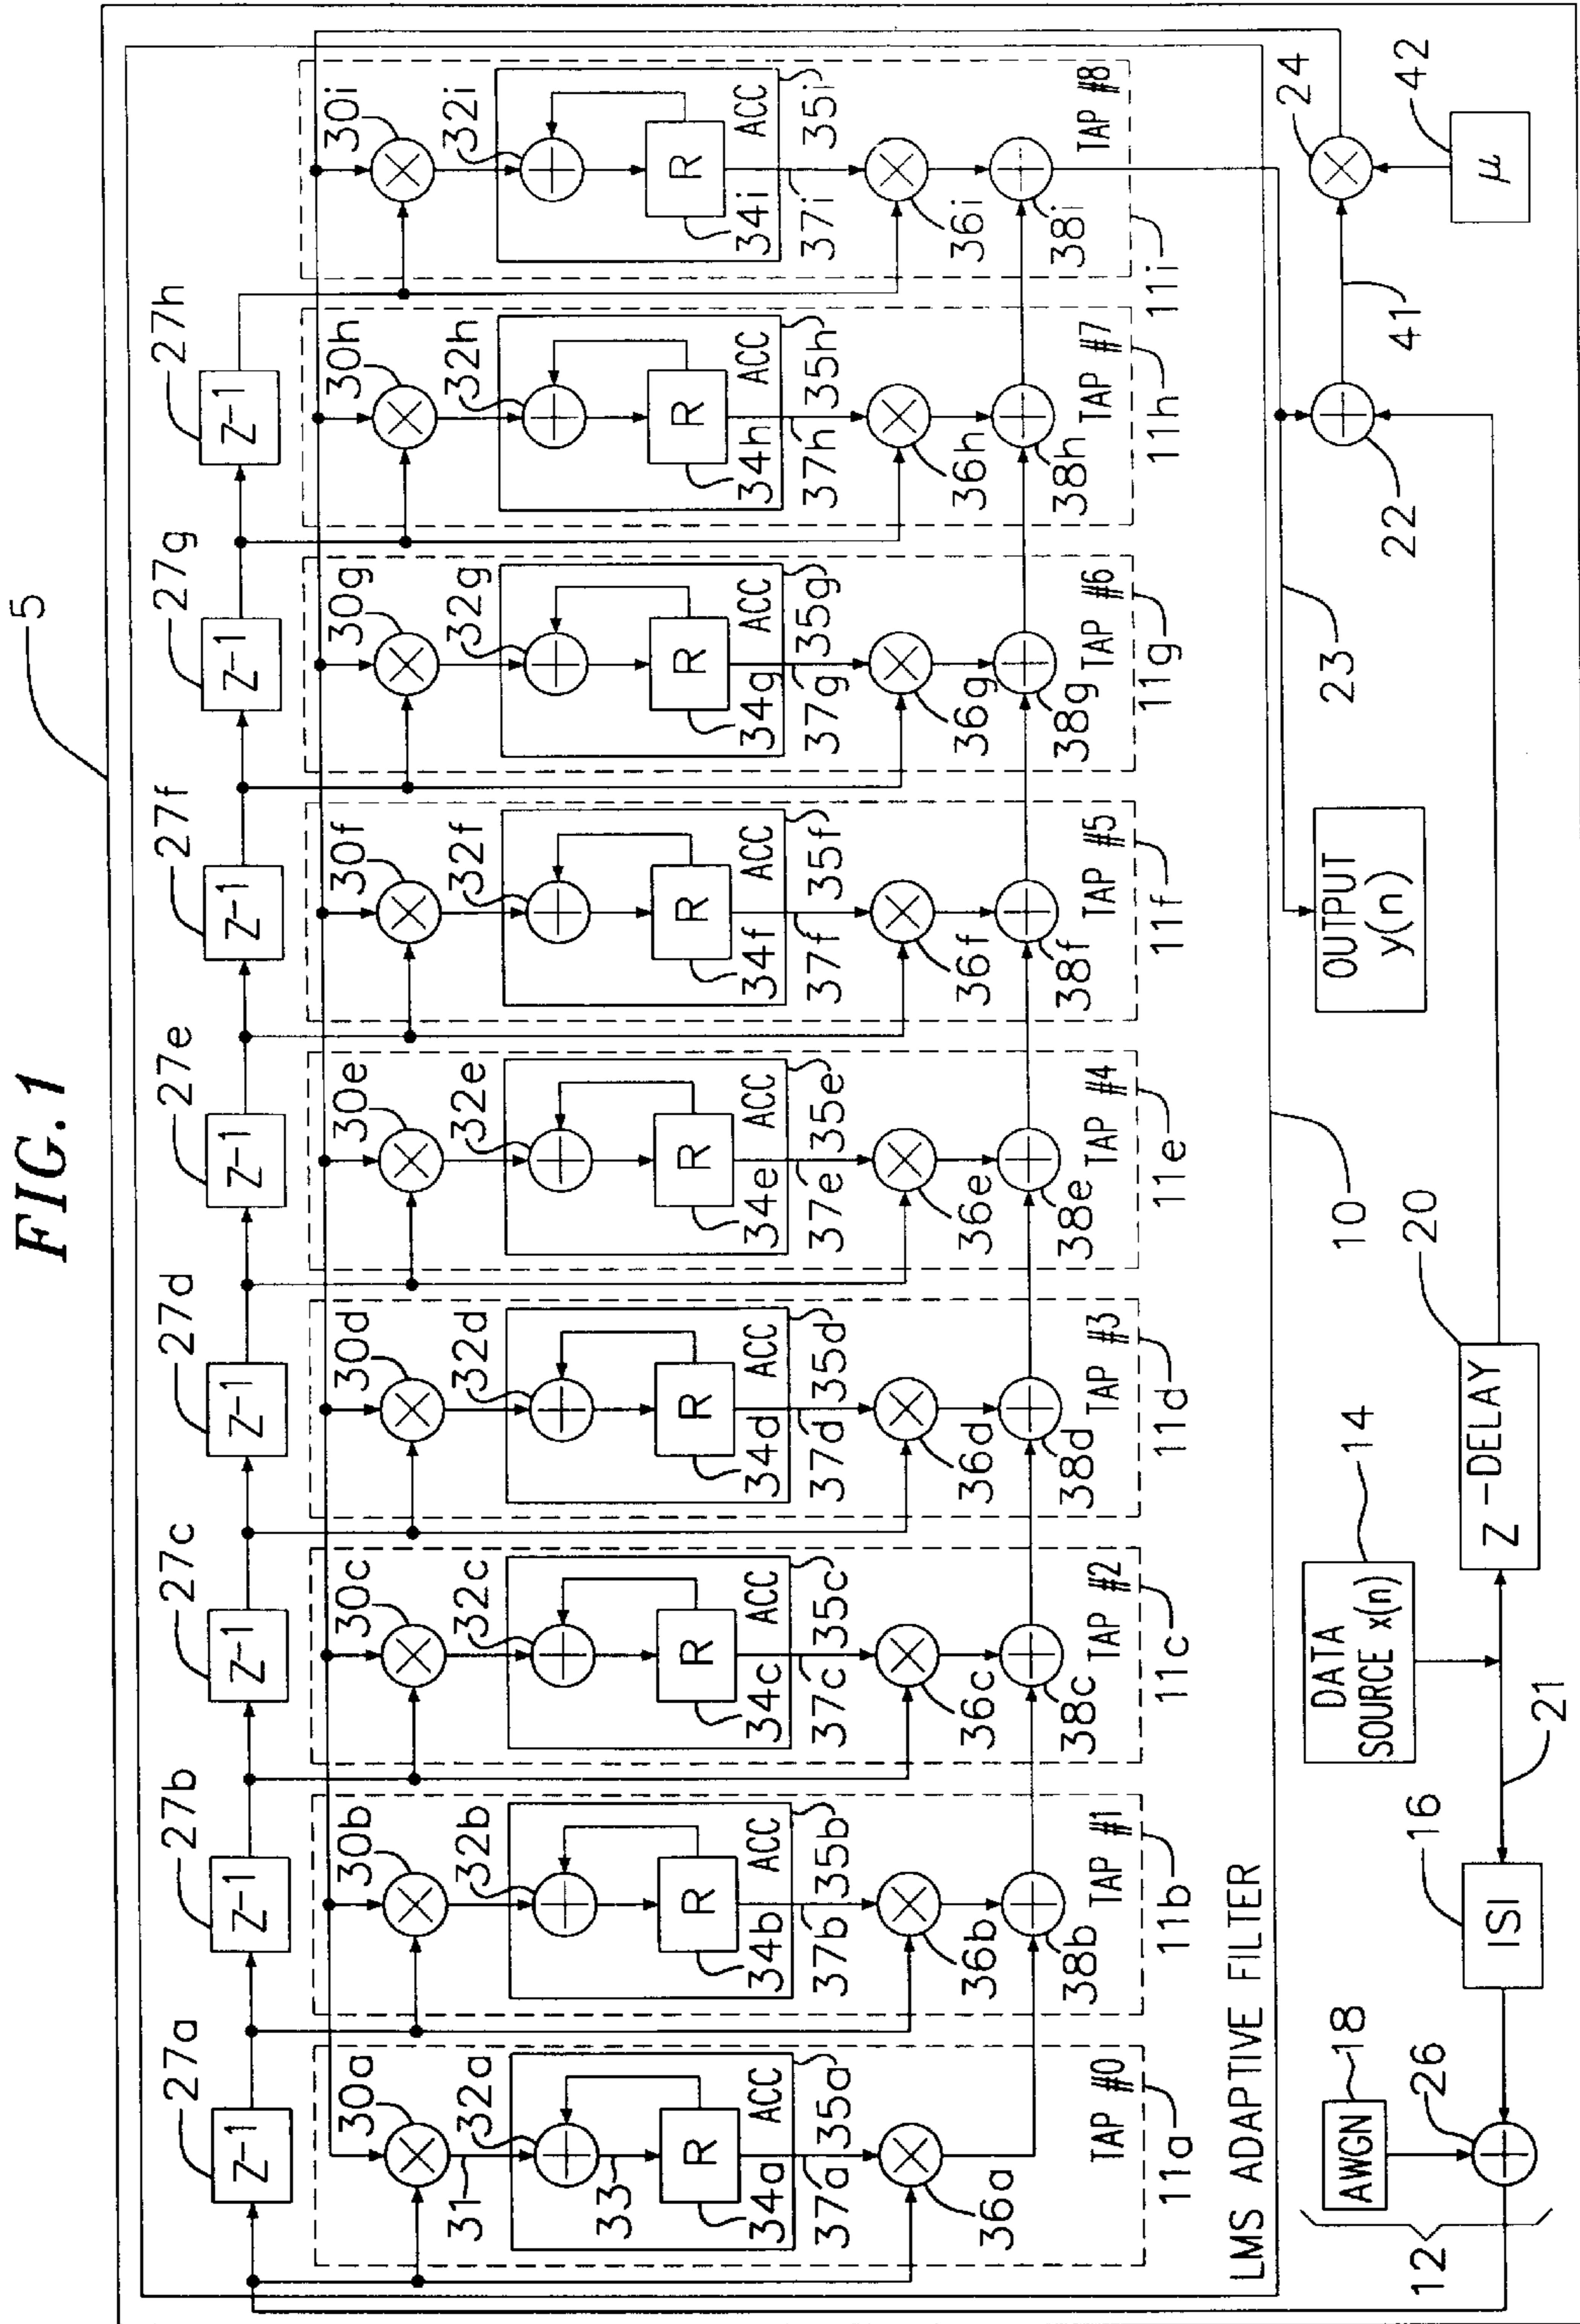 FIG.1
5
27a 27b 27c 27d 27e 27f 27g 27h
Z-1 Z-1 Z-1 Z-1 Z-1 Z-1 Z-1 Z-1
30a 30b 30c 30d 30e 30f 30g 30h 30i
31
32a 32b 32c 32d 32e 32f 32g 32h 32i
33
R R R R R R R R R
34a 34b 34c 34d 34e 34f 34g 34h 34i
ACC ACC ACC ACC ACC ACC ACC ACC ACC
37a 37b 37c 37d 37e 37f 37g 37h 37i
35a 35b 35c 35d 35e 35f 35g 35h 35i
36a 36b 36c 36d 36e 36f 36g 36h 36i
38b 38c 38d 38e 38f 38g 38h 38i
TAP #0 TAP #1 TAP #2 TAP #3 TAP #4 TAP #5 TAP #6 TAP #7 TAP #8
11a 11b 11c 11d 11e 11f 11g 11h 11i
LMS ADAPTIVE FILTER
10
23
24
AWGN
18
DATA
SOURCE x(n)
14
OUTPUT
y(n)
22
41
42
μ
12
26
16
ISI
21
Z -DELAY
20